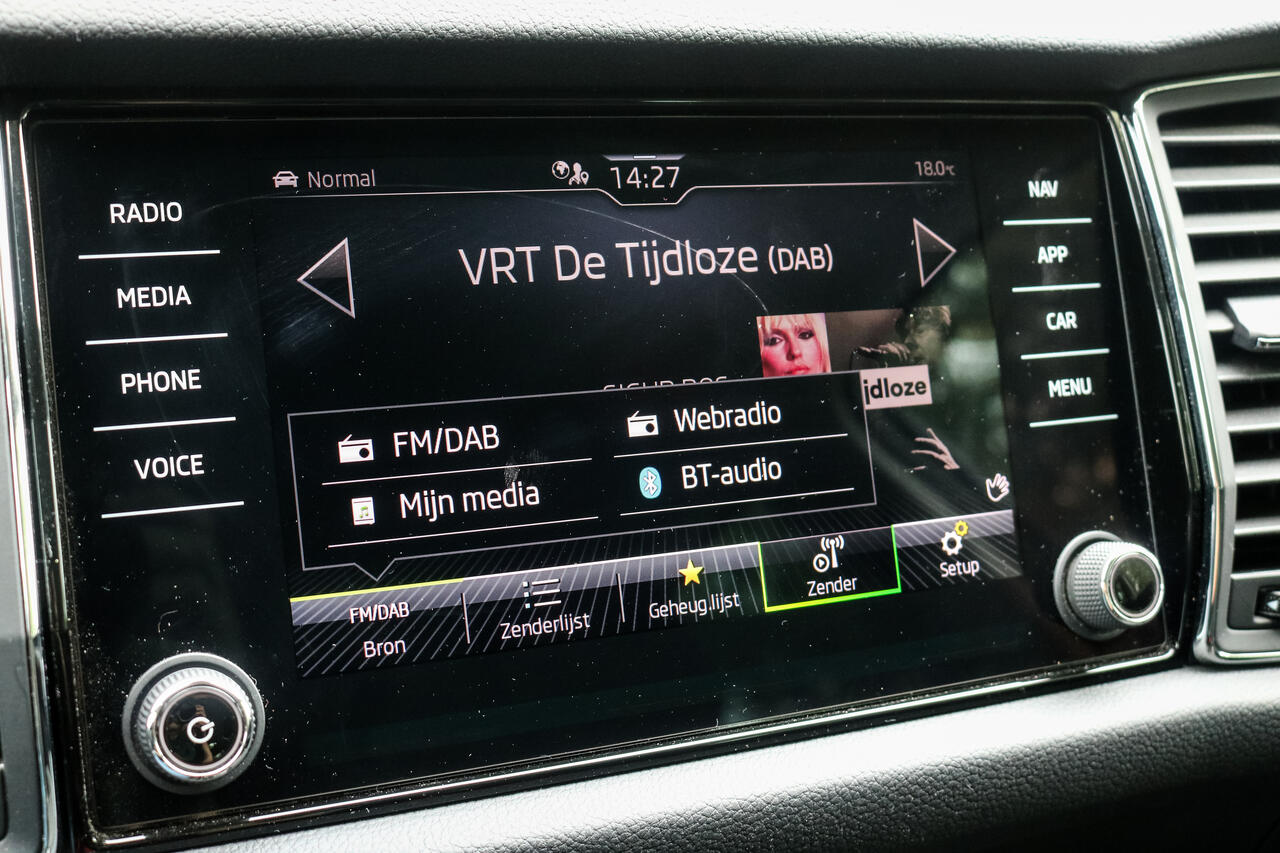 Normal
14:27
18.0°C
RADIO
MEDIA
PHONE
VOICE
VRT De Tijdloze (DAB)
NAV
APP
CAR
MENU
jdloze
FM/DAB
Webradio
Mijn media
BT-audio
FM/DAB
Bron
Zenderlijst
Geheug.lijst
Zender
Setup